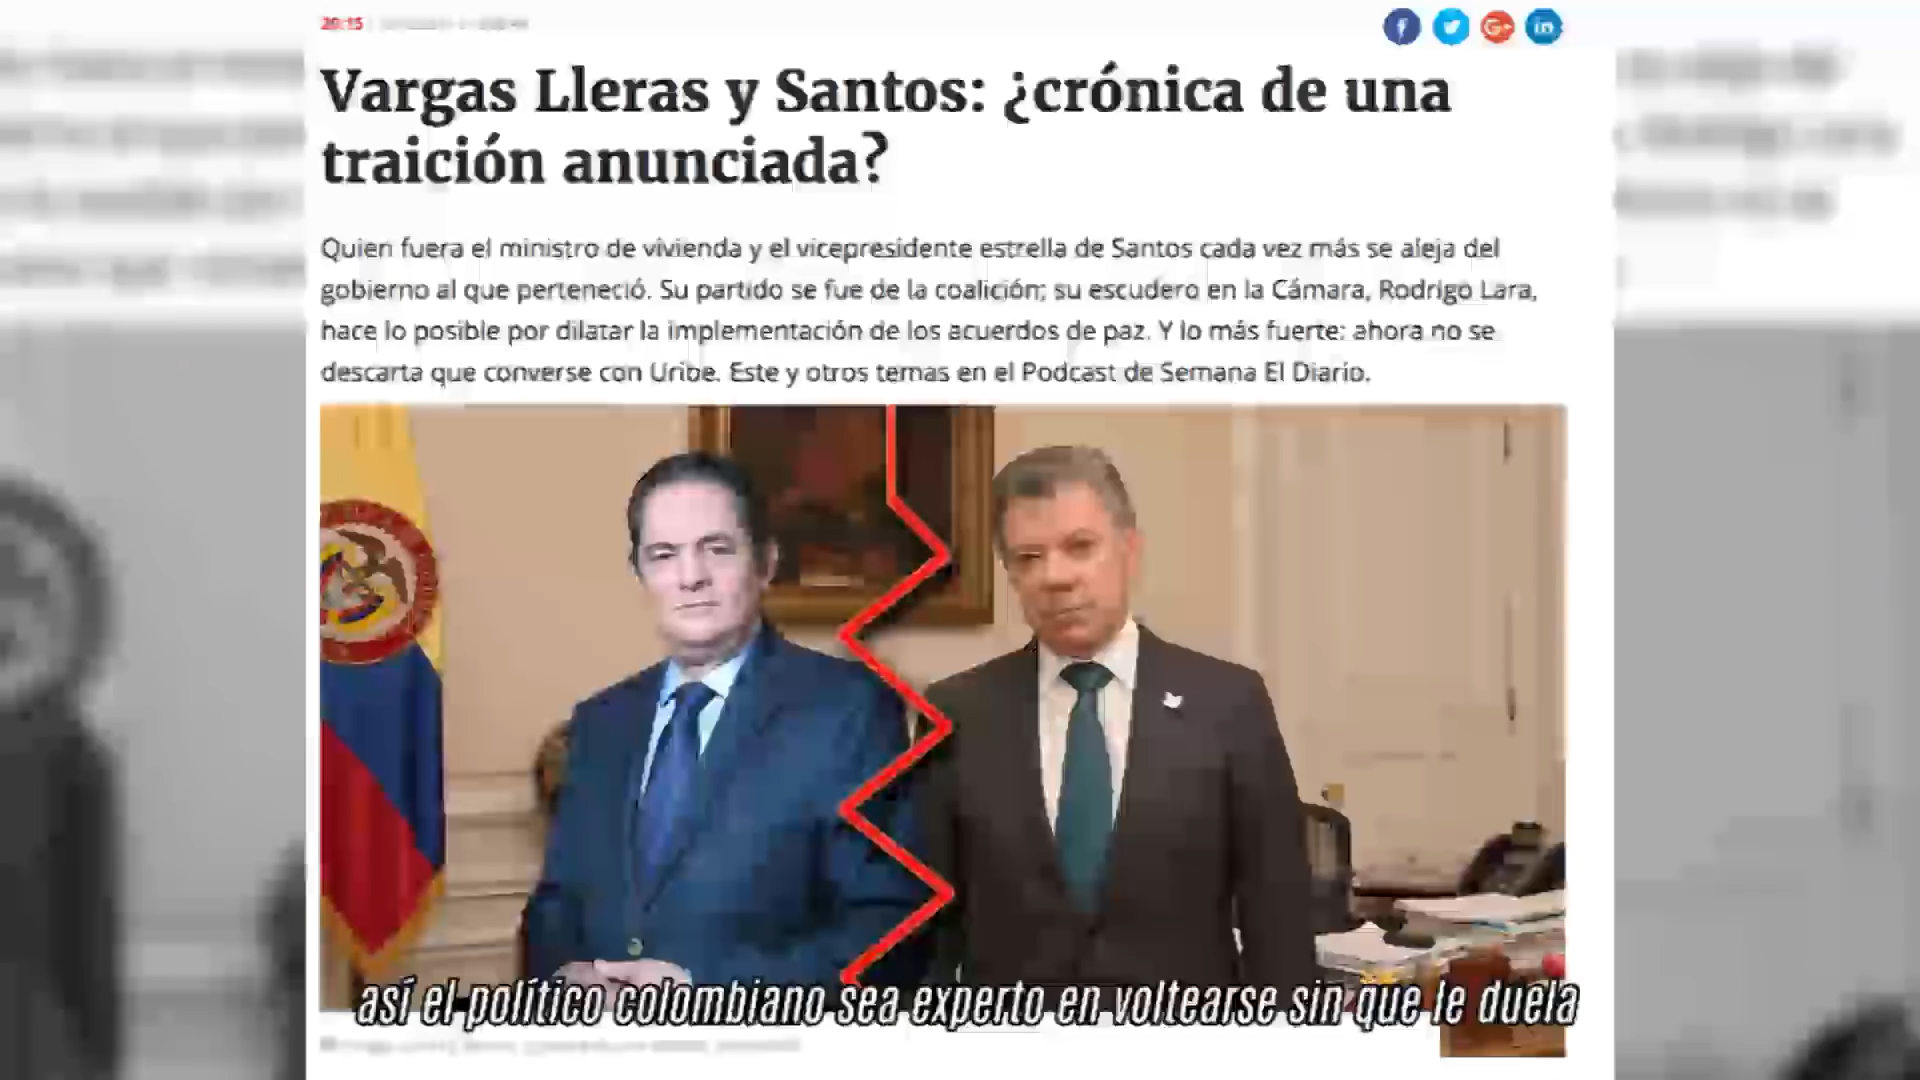 20:15
Vargas Lleras y Santos: ¿crónica de una
traición anunciada?
Quien fuera el ministro de vivienda y el vicepresidente estrella de Santos cada vez más se aleja del
gobierno al que perteneció. Su partido se fue de la coalición; su escudero en la Cámara, Rodrigo Lara,
hace lo posible por dilatar la implementación de los acuerdos de paz. Y lo más fuerte: ahora no se
descarta que converse con Uribe. Este y otros temas en el Podcast de Semana El Diario.
así el político colombiano sea experto en voltearse sin que le duela